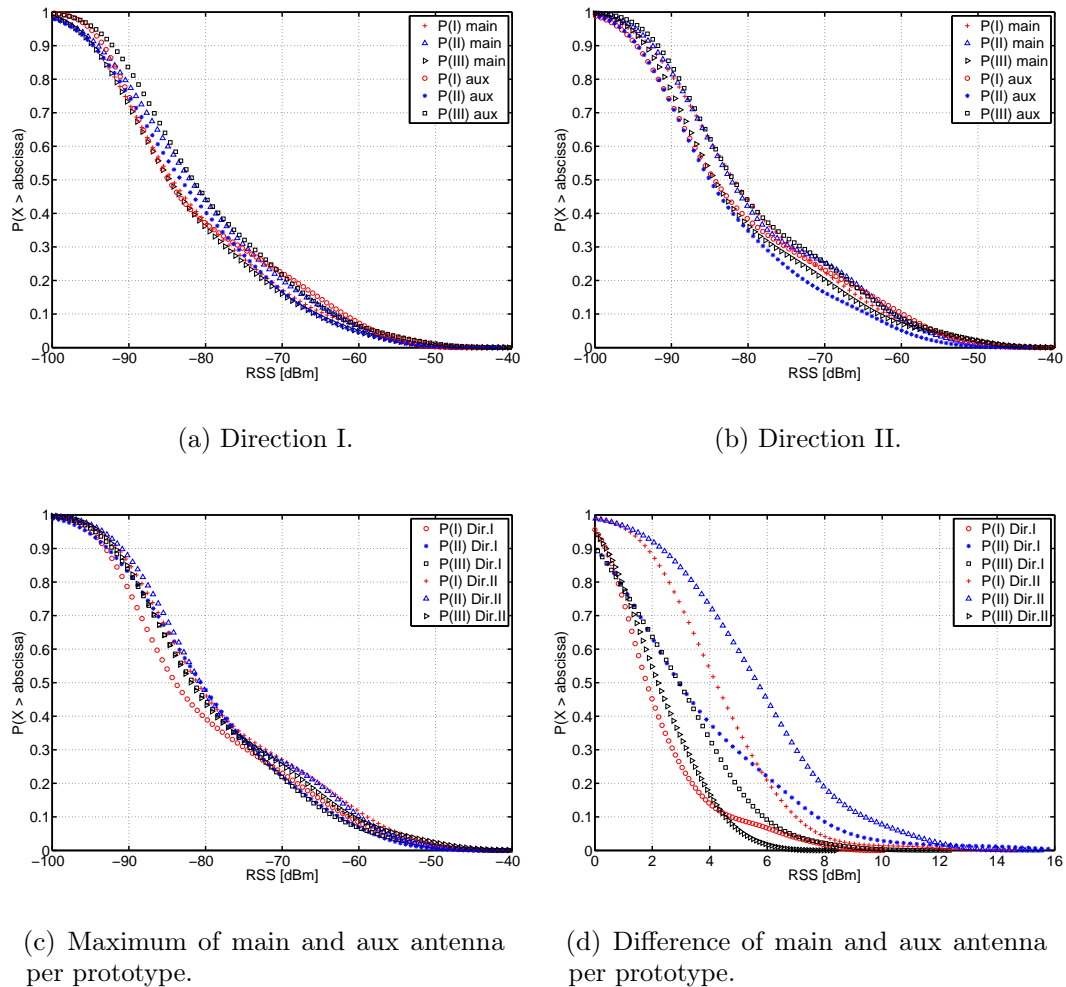 1
0.9
0.8
0.7
0.6
0.5
0.4
0.3
0.2
0.1
0
P(X > abscissa)
−100
−90
−80
−70
−60
−50
−40
RSS [dBm]
P(I) main
P(II) main
P(III) main
P(I) aux
P(II) aux
P(III) aux
(a) Direction I.
1
0.9
0.8
0.7
0.6
0.5
0.4
0.3
0.2
0.1
0
P(X > abscissa)
−100
−90
−80
−70
−60
−50
−40
RSS [dBm]
P(I) main
P(II) main
P(III) main
P(I) aux
P(II) aux
P(III) aux
(b) Direction II.
1
0.9
0.8
0.7
0.6
0.5
0.4
0.3
0.2
0.1
0
P(X > abscissa)
−100
−90
−80
−70
−60
−50
−40
RSS [dBm]
P(I) Dir.I
P(II) Dir.I
P(III) Dir.I
P(I) Dir.II
P(II) Dir.II
P(III) Dir.II
(c) Maximum of main and aux antenna
per prototype.
1
0.9
0.8
0.7
0.6
0.5
0.4
0.3
0.2
0.1
0
P(X > abscissa)
0
2
4
6
8
10
12
14
16
RSS [dBm]
P(I) Dir.I
P(II) Dir.I
P(III) Dir.I
P(I) Dir.II
P(II) Dir.II
P(III) Dir.II
(d) Difference of main and aux antenna
per prototype.